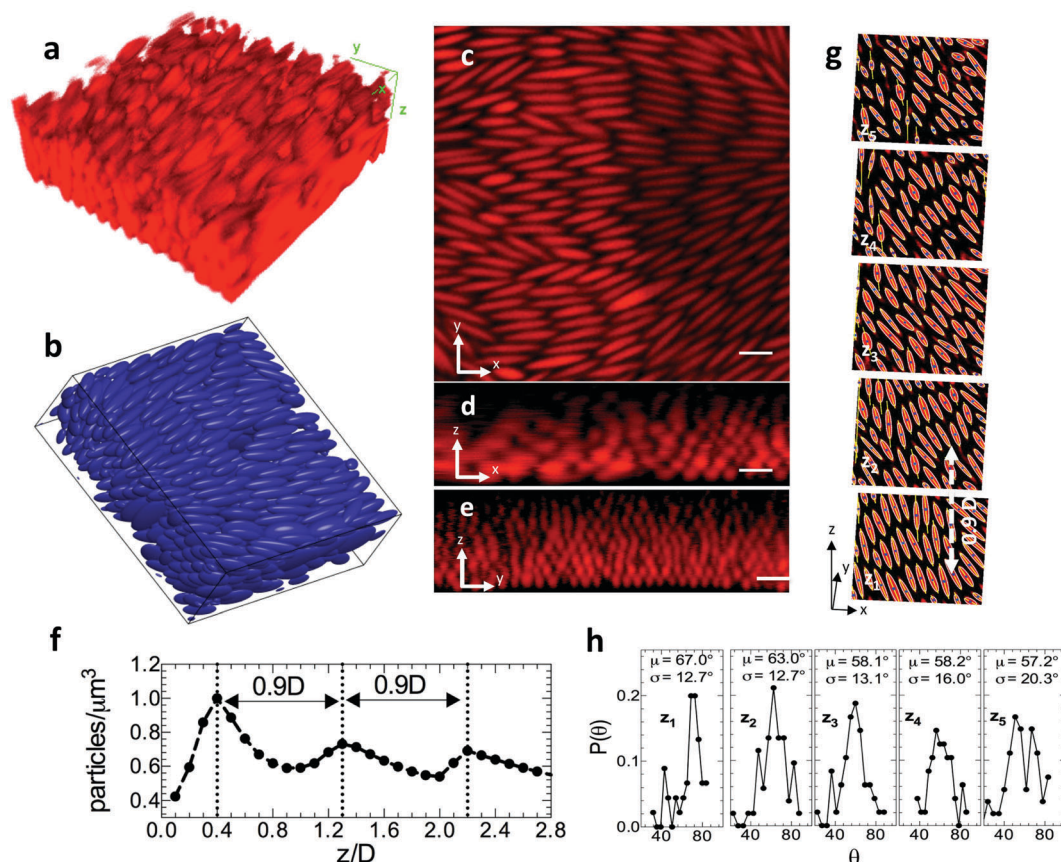 a
y
x
z
b
c
y
x
d
z
x
e
z
y
g
z5
z4
z3
z2
0.9 D
z1
z
y
x
f
particles/μm³
1.2
1.0
0.8
0.6
0.4
0.9D
0.9D
0.0 0.4 0.8 1.2 1.6 2.0 2.4 2.8
z/D
h
μ = 67.0° μ = 63.0° μ = 58.1° μ = 58.2° μ = 57.2°
σ = 12.7° σ = 12.7° σ = 13.1° σ = 16.0° σ = 20.3°
z1 z2 z3 z4 z5
P(θ)
0.2
0.1
0.0
40 80 40 80 40 80 40 80 40 80
θ